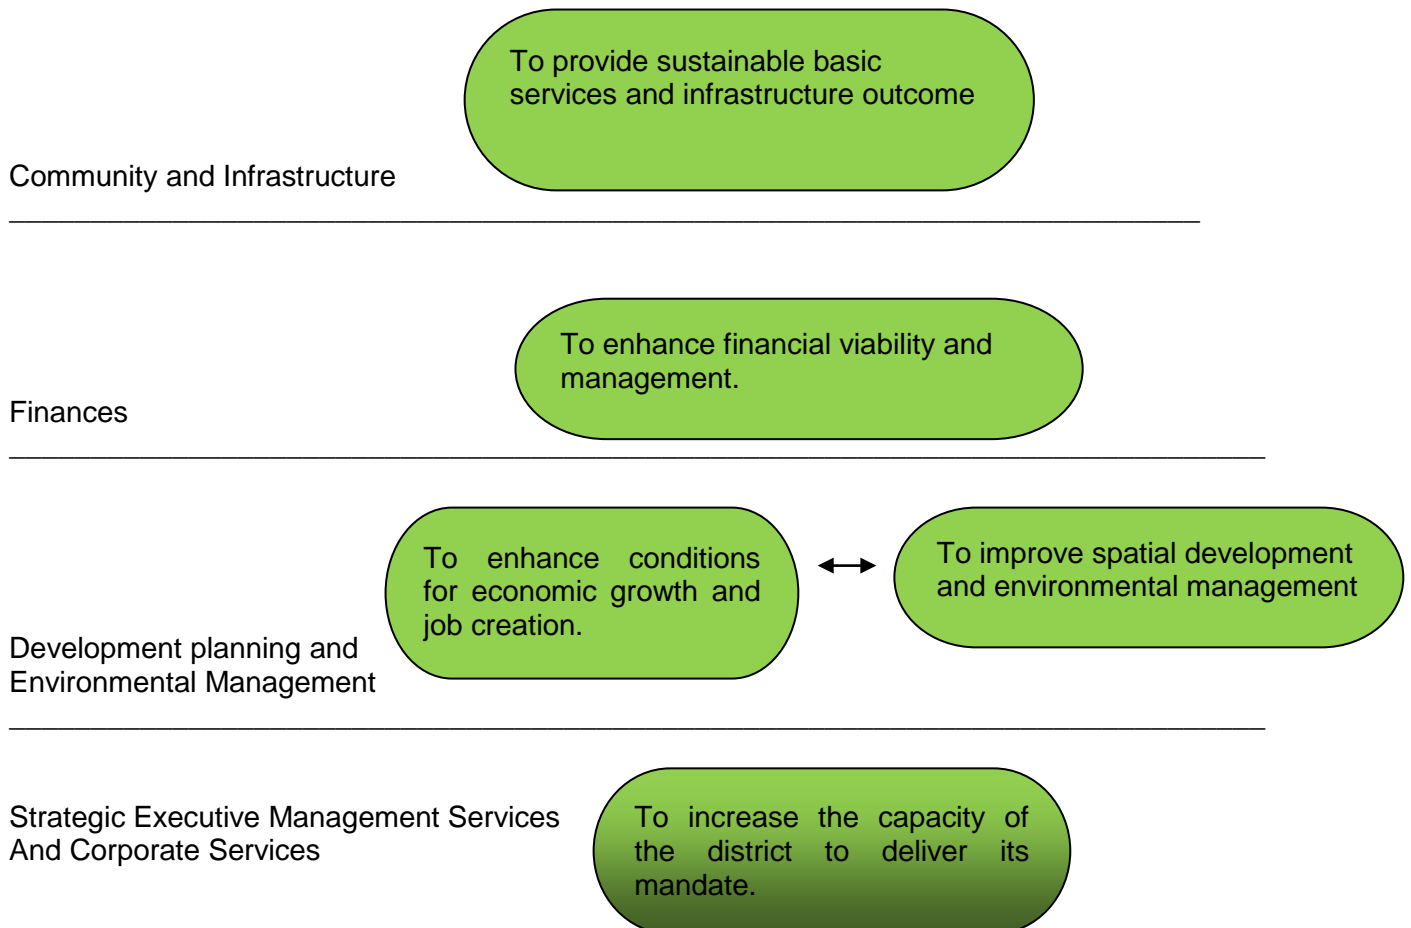 To provide sustainable basic
services and infrastructure outcome
Community and Infrastructure
To enhance financial viability and
management.
Finances
To enhance conditions
for economic growth and
job creation.
To improve spatial development
and environmental management
Development planning and
Environmental Management
Strategic Executive Management Services
And Corporate Services
To increase the capacity of
the district to deliver its
mandate.